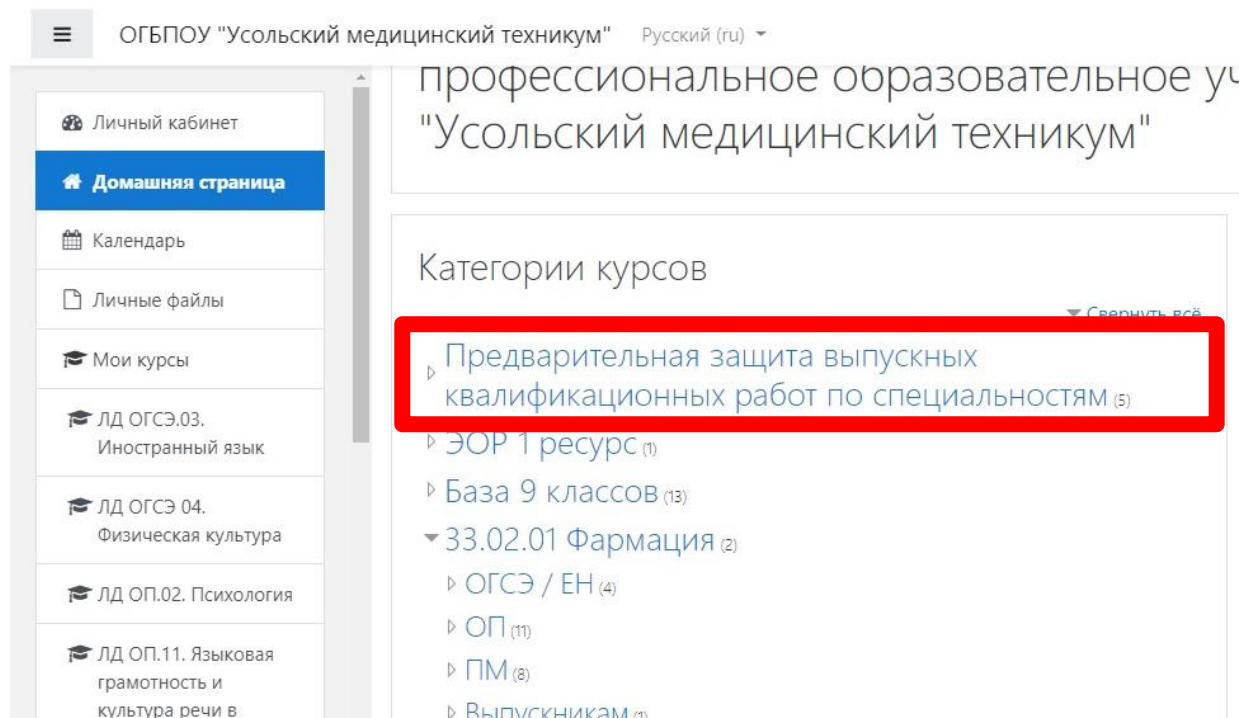 ОГБПОУ "Усольский медицинский техникум" Русский (ru)
профессиональное образовательное
"Усольский медицинский техникум"
Личный кабинет
Домашняя страница
Календарь
Личные файлы
Мои курсы
ЛД ОГСЭ.03.
Иностранный язык
ЛД ОГСЭ 04.
Физическая культура
ЛД ОП.02. Психология
ЛД ОП.11. Языковая
грамотность и
культура речи в
Категории курсов
Свернуть всё
Предварительная защита выпускных
квалификационных работ по специальностям (5)
ЭОР 1 ресурс (1)
База 9 классов (13)
33.02.01 Фармация (2)
ОГСЭ / ЕН (4)
ОП (11)
ПМ (8)
Выпускникам (1)